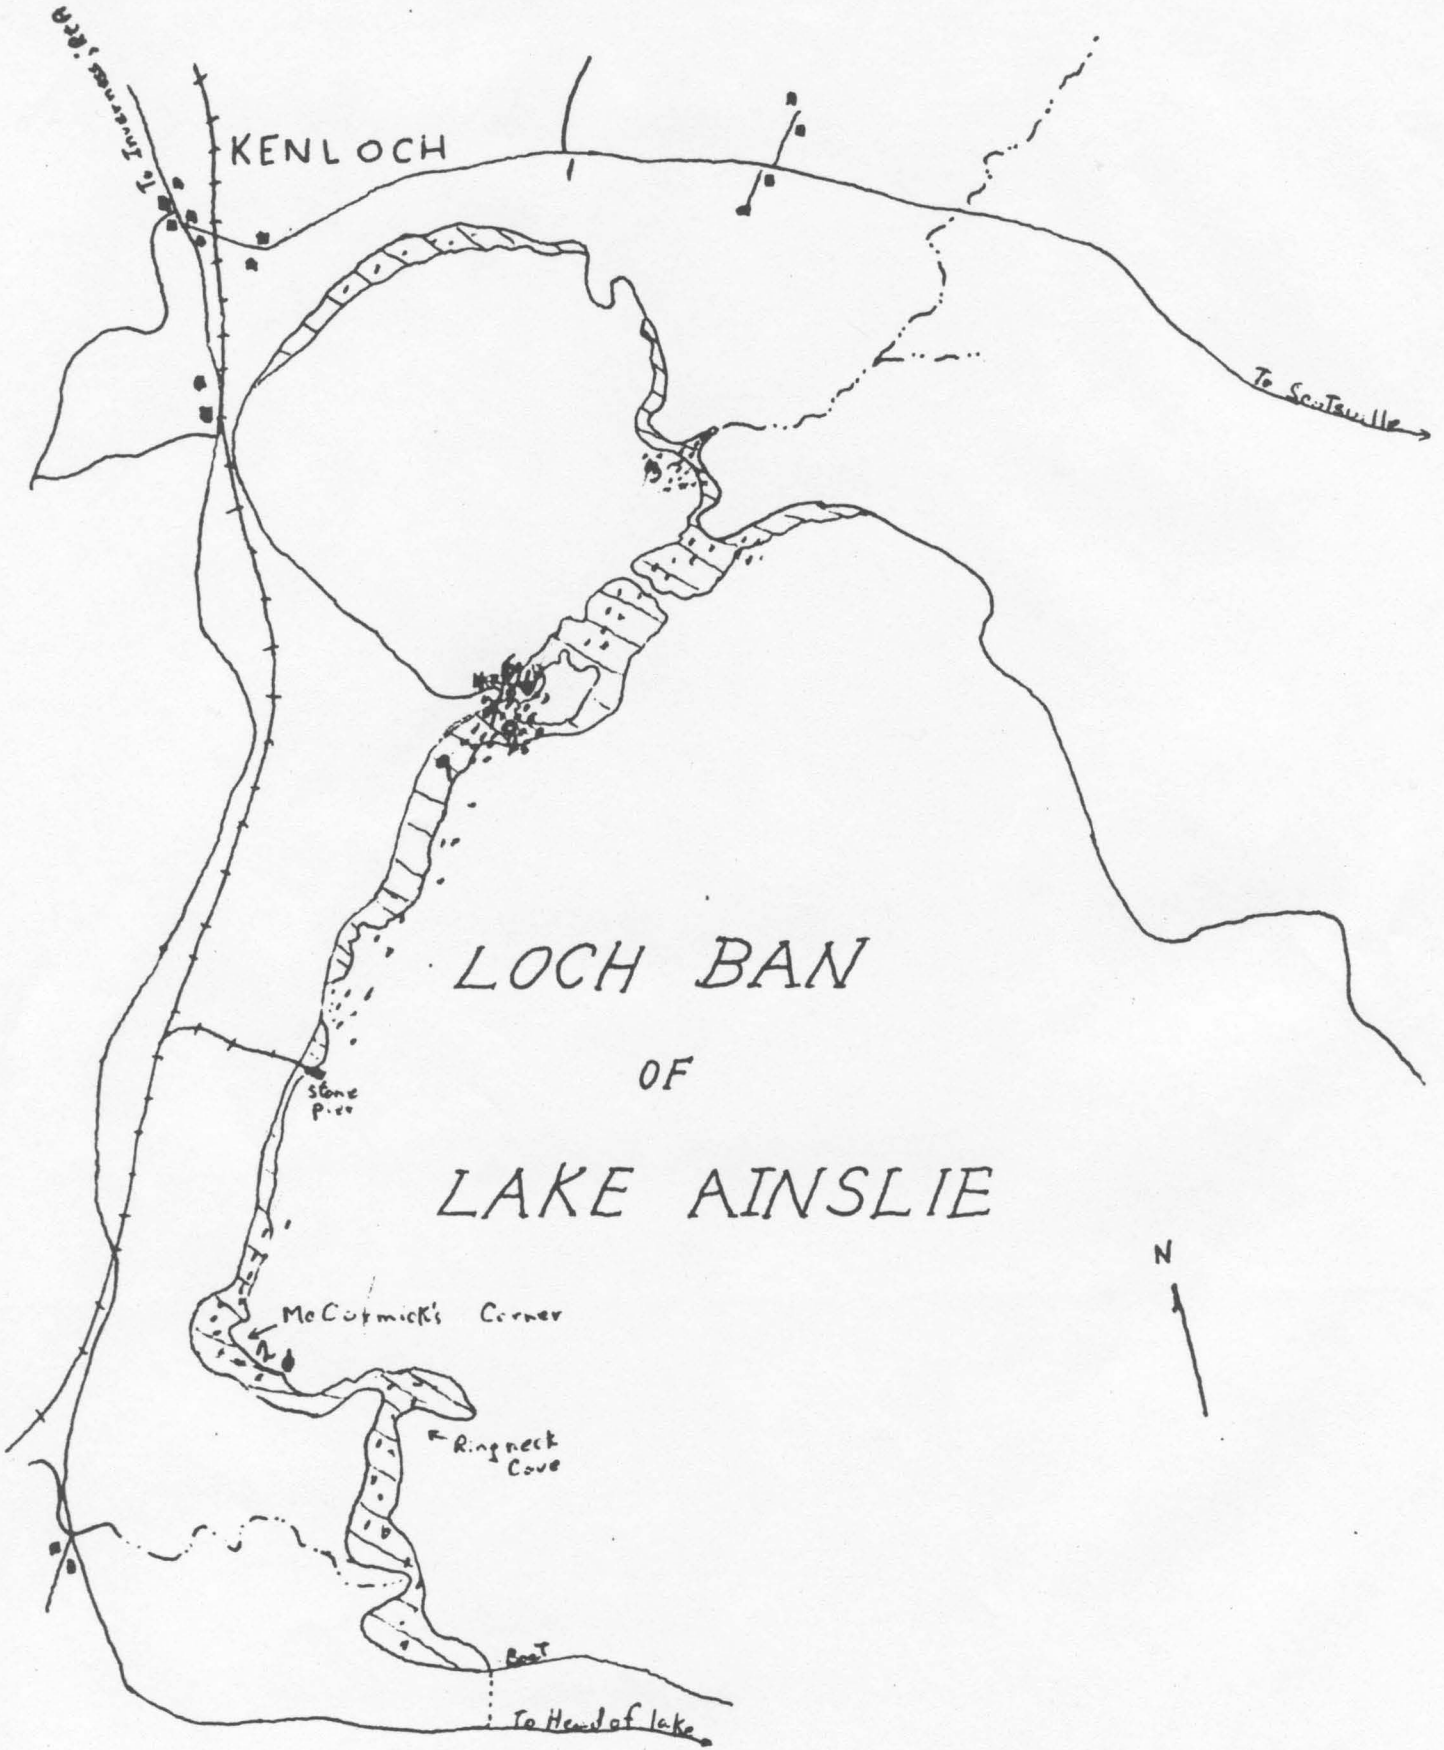 To Inverness, Rt A
KENLOCH
To Scotsville
LOCH BAN
OF
LAKE AINSLIE
Stone
Pier
N
McCormick's Corner
Ringneck
Cove
Boat
To Head of lake